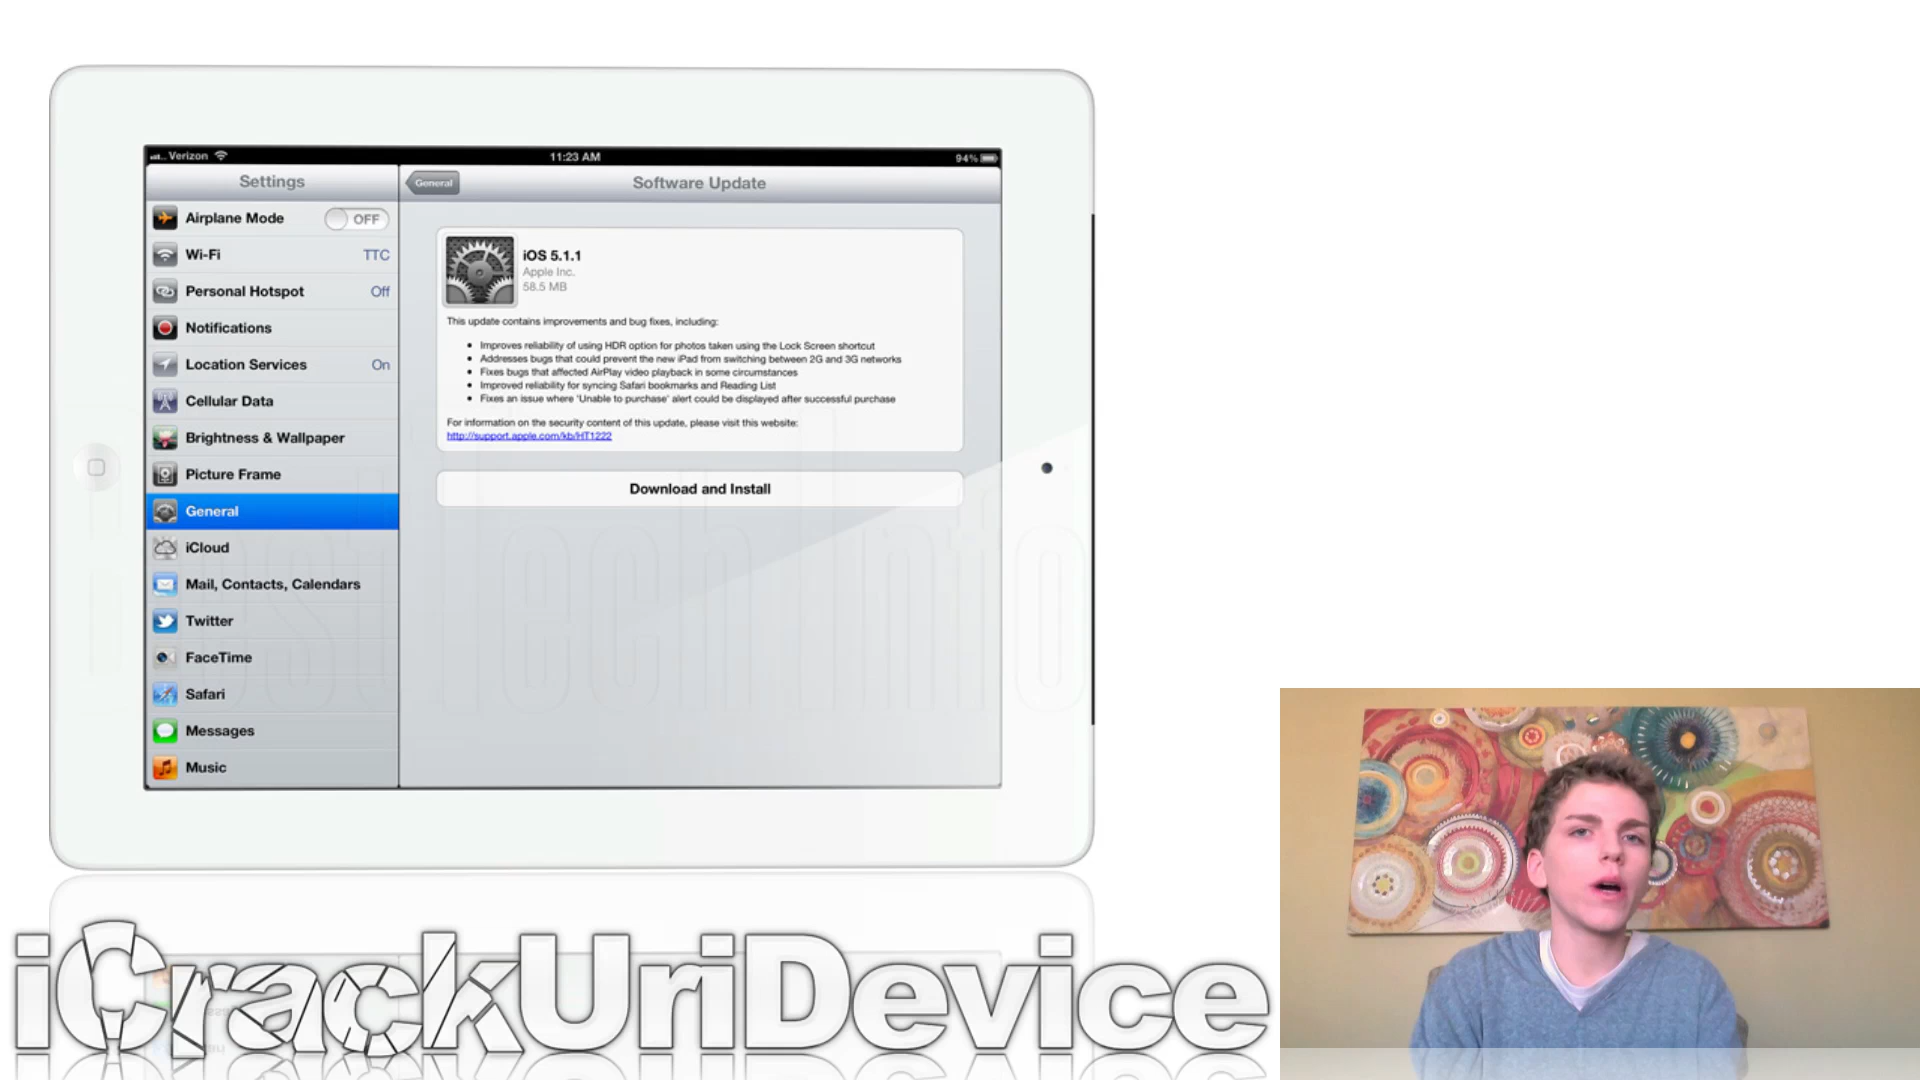 Verizon
11:23 AM
94%
Settings
General
Software Update
Airplane Mode
OFF
Wi-Fi
TTC
Personal Hotspot
Off
Notifications
Location Services
On
Cellular Data
Brightness & Wallpaper
Picture Frame
General
iCloud
Mail, Contacts, Calendars
Twitter
FaceTime
Safari
Messages
Music
iOS 5.1.1
Apple Inc.
58.5 MB
This update contains improvements and bug fixes, including:
• Improves reliability of using HDR option for photos taken using the Lock Screen shortcut
• Addresses bugs that could prevent the new iPad from switching between 2G and 3G networks
• Fixes bugs that affected AirPlay video playback in some circumstances
• Improved reliability for syncing Safari bookmarks and Reading List
• Fixes an issue where 'Unable to purchase' alert could be displayed after successful purchase
For information on the security content of this update, please visit this website:
http://support.apple.com/kb/HT1222
Download and Install
Tech Info
iCrackUriDevice